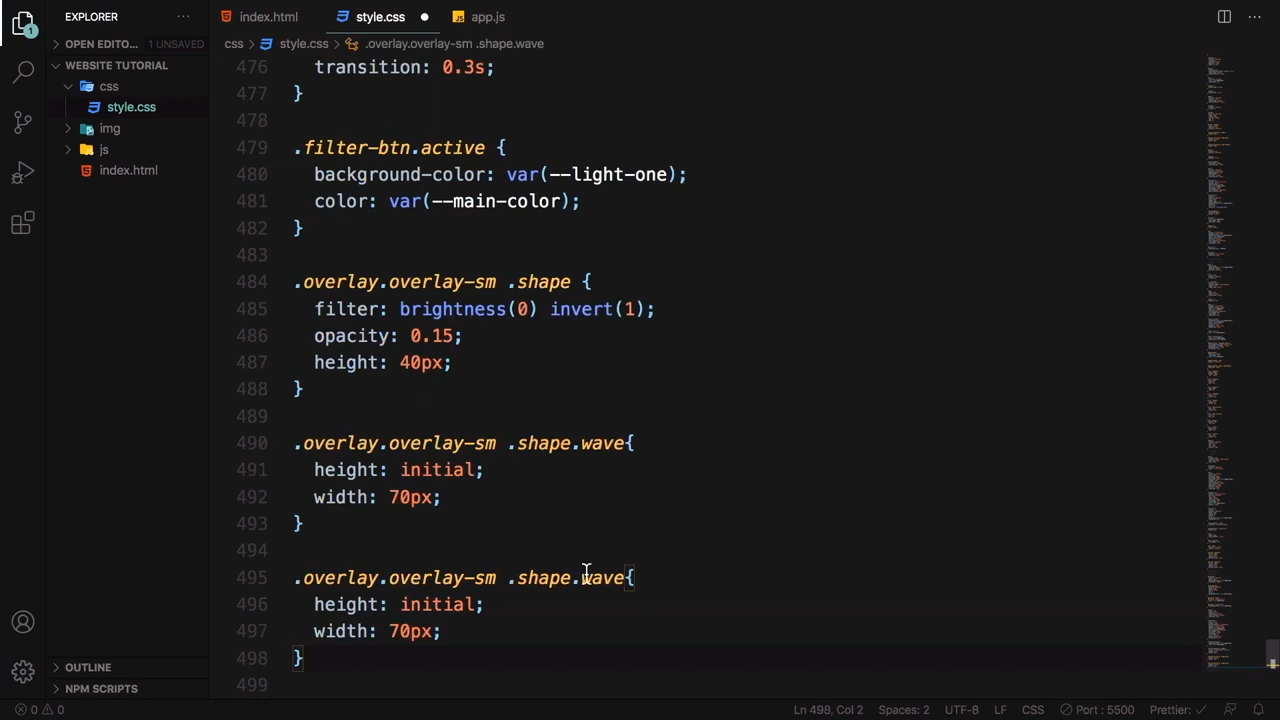 EXPLORER
index.html
style.css
app.js
1
OPEN EDITO... 1 UNSAVED
css
style.css
.overlay.overlay-sm .shape.wave
WEBSITE TUTORIAL
css
style.css
img
js
index.html
476 transition: 0.3s;
477 }
478
479 .filter-btn.active {
480 background-color: var(--light-one);
481 color: var(--main-color);
482 }
483
484 .overlay.overlay-sm .shape {
485 filter: brightness(0) invert(1);
486 opacity: 0.15;
487 height: 40px;
488 }
489
490 .overlay.overlay-sm .shape.wave{
491 height: initial;
492 width: 70px;
493 }
494
495 .overlay.overlay-sm .shape.wave{
496 height: initial;
497 width: 70px;
498 }
499
OUTLINE
NPM SCRIPTS
0 0
Ln 498, Col 2
Spaces: 2
UTF-8
LF
CSS
Port : 5500
Prettier: